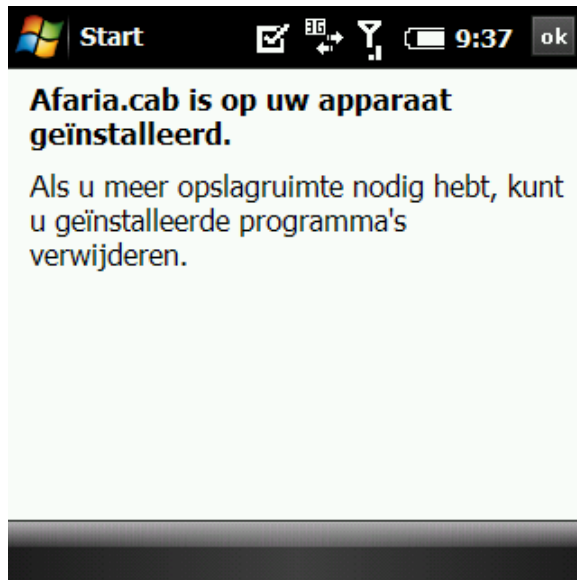 Start 3G 9:37 ok
Afaria.cab is op uw apparaat
geïnstalleerd.
Als u meer opslagruimte nodig hebt, kunt
u geïnstalleerde programma's
verwijderen.